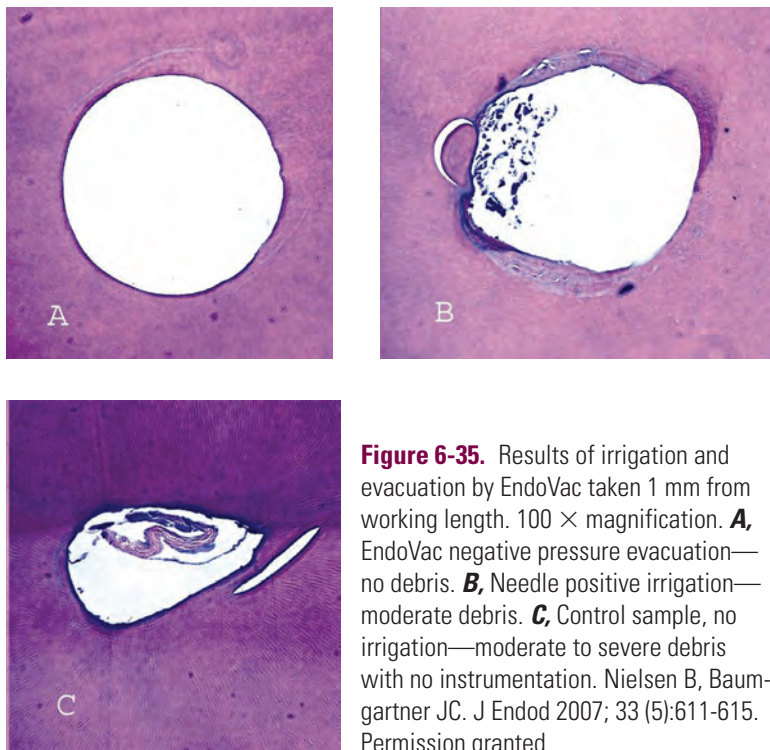 A
B
C
Figure 6-35. Results of irrigation and
evacuation by EndoVac taken 1 mm from
working length. 100 × magnification. A,
EndoVac negative pressure evacuation—
no debris. B, Needle positive irrigation—
moderate debris. C, Control sample, no
irrigation—moderate to severe debris
with no instrumentation. Nielsen B, Baum-
gartner JC. J Endod 2007; 33 (5):611-615.
Permission granted